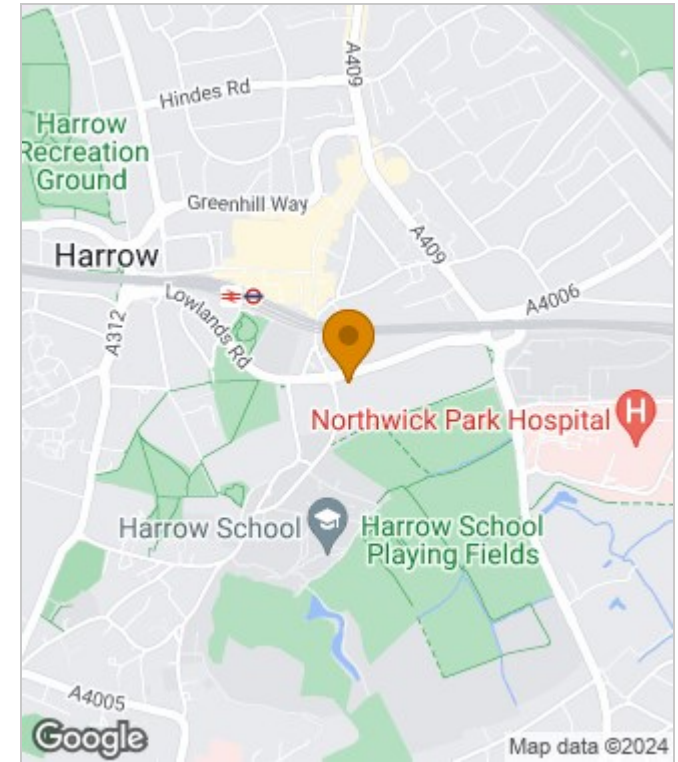 A409
Hindes Rd
Harrow
Recreation
Ground
Greenhill Way
A409
Harrow
A4006
Lowlands Rd
A312
Northwick Park Hospital
H
Harrow School
Harrow School
Playing Fields
A4005
Google
Map data ©2024